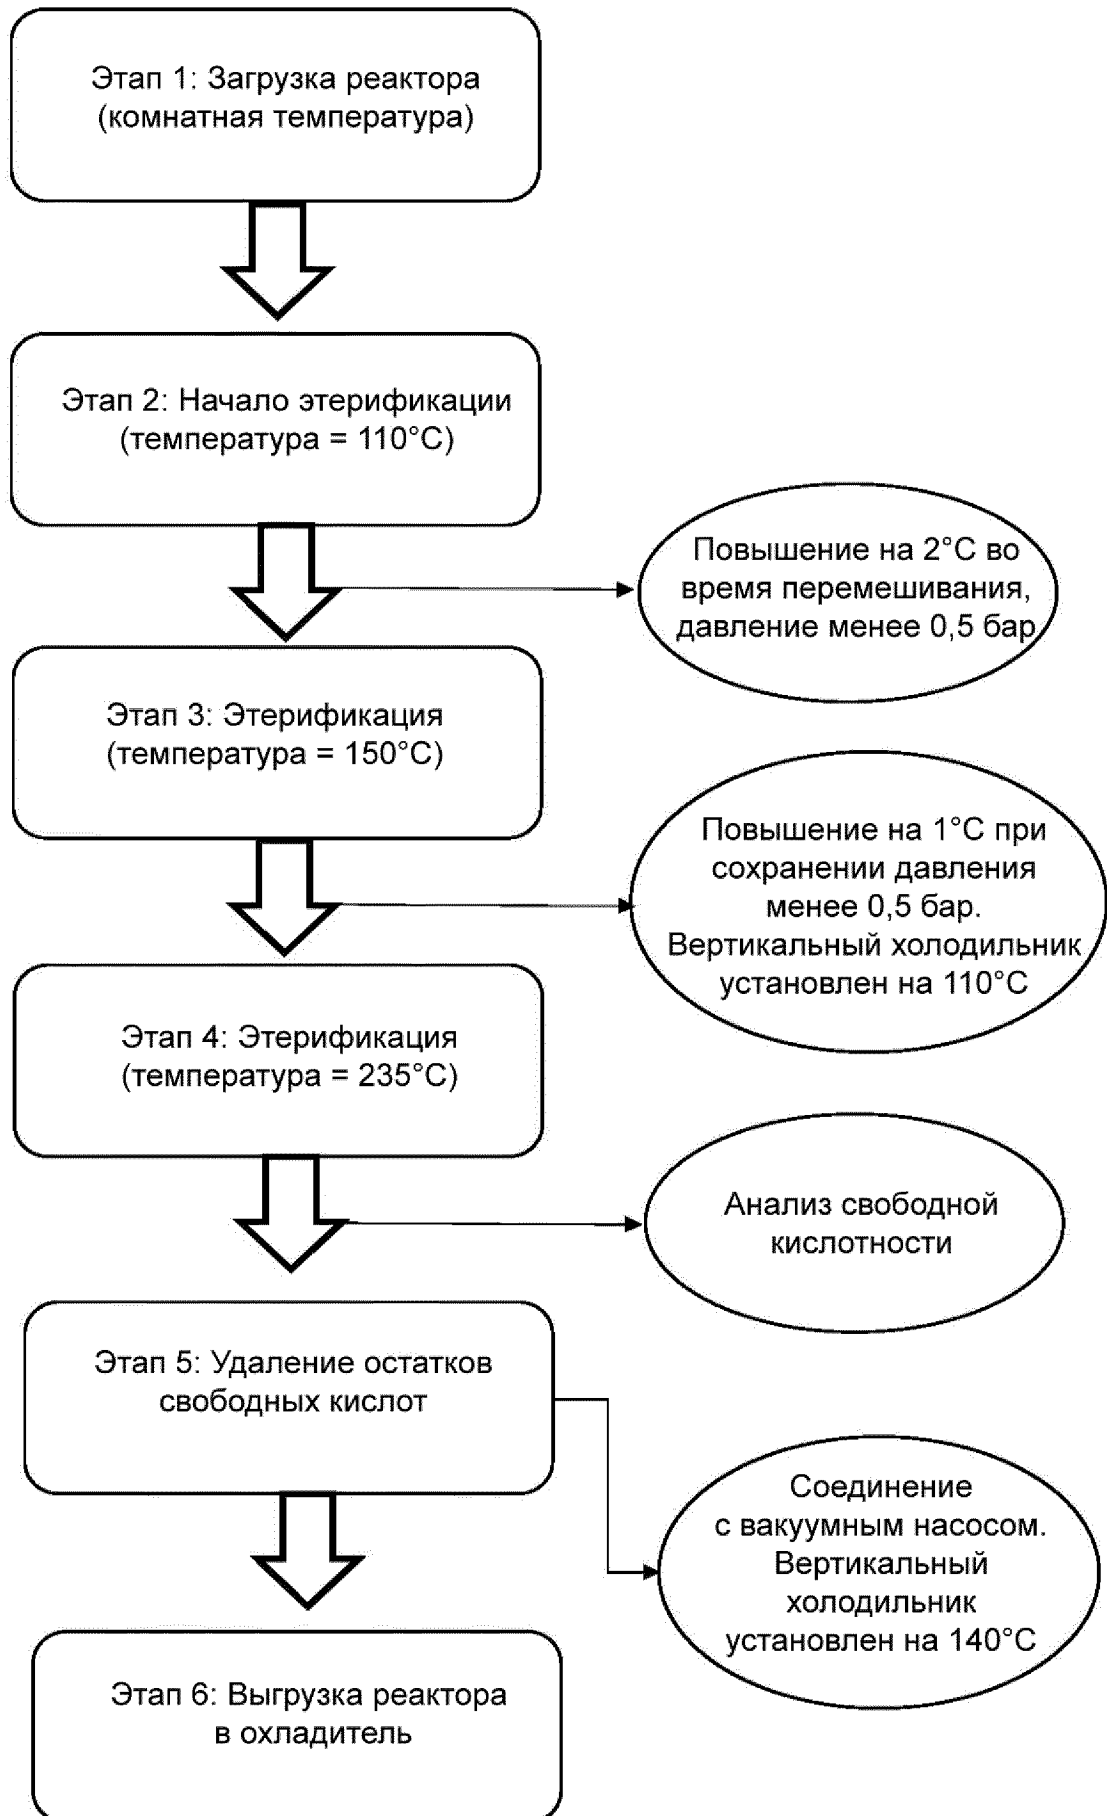 Этап 1: Загрузка реактора
(комнатная температура)
Этап 2: Начало этерификации
(температура = 110°C)
Повышение на 2°C во
время перемешивания,
давление менее 0,5 бар
Этап 3: Этерификация
(температура = 150°C)
Повышение на 1°C при
сохранении давления
менее 0,5 бар.
Вертикальный холодильник
установлен на 110°C
Этап 4: Этерификация
(температура = 235°C)
Анализ свободной
кислотности
Этап 5: Удаление остатков
свободных кислот
Соединение
с вакуумным насосом.
Вертикальный
холодильник
установлен на 140°C
Этап 6: Выгрузка реактора
в охладитель